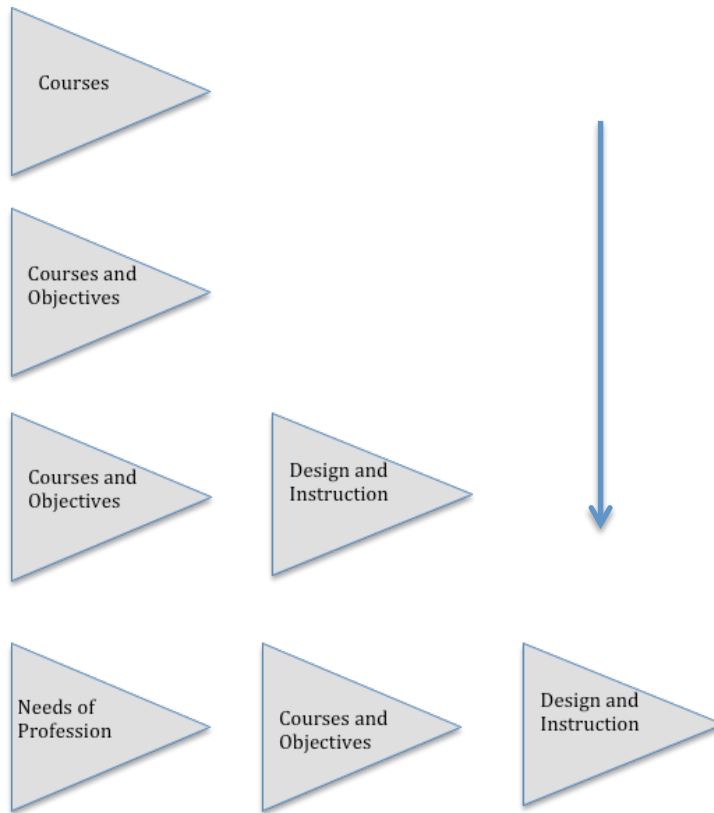 Courses
Courses and
Objectives
Courses and
Objectives
Design and
Instruction
Needs of
Profession
Courses and
Objectives
Design and
Instruction